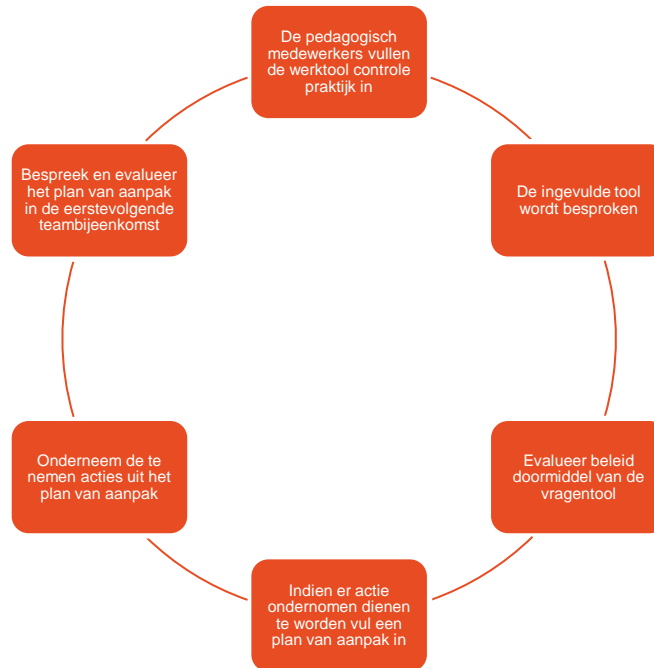 De pedagogisch
medewerkers vullen
de werktool controle
praktijk in
De ingevulde tool
wordt besproken
Evalueer beleid
doormiddel van de
vragentool
Indien er actie
ondernomen dienen
te worden vul een
plan van aanpak in
Onderneem de te
nemen acties uit het
plan van aanpak
Bespreek en evalueer
het plan van aanpak
in de eerstevolgende
teambijeenkomst